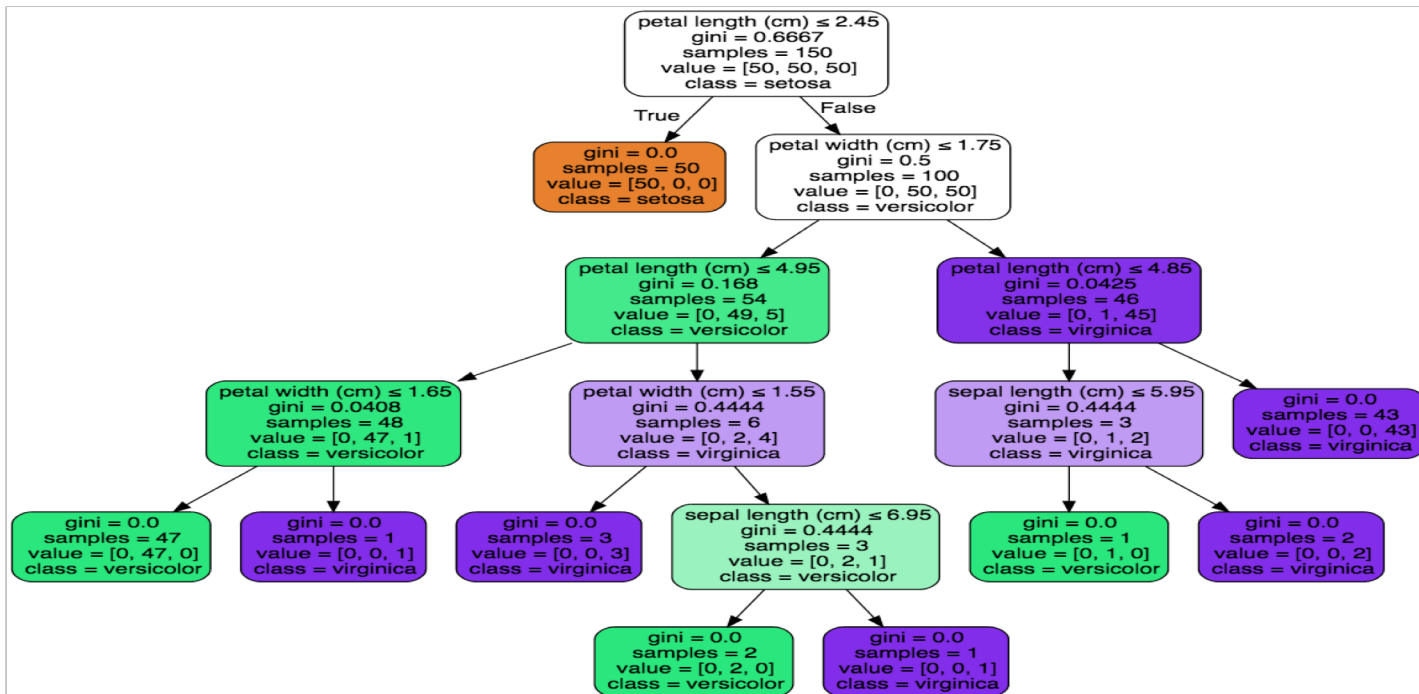 petal length (cm) ≤ 2.45
gini = 0.6667
samples = 150
value = [50, 50, 50]
class = setosa
True
False
gini = 0.0
samples = 50
value = [50, 0, 0]
class = setosa
petal width (cm) ≤ 1.75
gini = 0.5
samples = 100
value = [0, 50, 50]
class = versicolor
petal length (cm) ≤ 4.95
gini = 0.168
samples = 54
value = [0, 49, 5]
class = versicolor
petal length (cm) ≤ 4.85
gini = 0.0425
samples = 46
value = [0, 1, 45]
class = virginica
petal width (cm) ≤ 1.65
gini = 0.0408
samples = 48
value = [0, 47, 1]
class = versicolor
petal width (cm) ≤ 1.55
gini = 0.4444
samples = 6
value = [0, 2, 4]
class = virginica
sepal length (cm) ≤ 5.95
gini = 0.4444
samples = 3
value = [0, 1, 2]
class = virginica
gini = 0.0
samples = 43
value = [0, 0, 43]
class = virginica
gini = 0.0
samples = 47
value = [0, 47, 0]
class = versicolor
gini = 0.0
samples = 1
value = [0, 0, 1]
class = virginica
gini = 0.0
samples = 3
value = [0, 0, 3]
class = virginica
sepal length (cm) ≤ 6.95
gini = 0.4444
samples = 3
value = [0, 2, 1]
class = versicolor
gini = 0.0
samples = 1
value = [0, 1, 0]
class = versicolor
gini = 0.0
samples = 2
value = [0, 0, 2]
class = virginica
gini = 0.0
samples = 2
value = [0, 2, 0]
class = versicolor
gini = 0.0
samples = 1
value = [0, 0, 1]
class = virginica